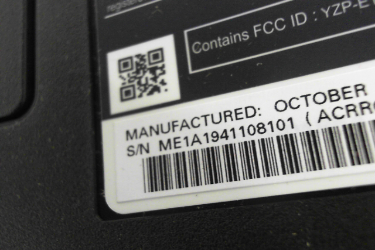 Contains FCC ID : YZP-E
MANUFACTURED: OCTOBER
S/N ME1A1941108101 ( ACRR